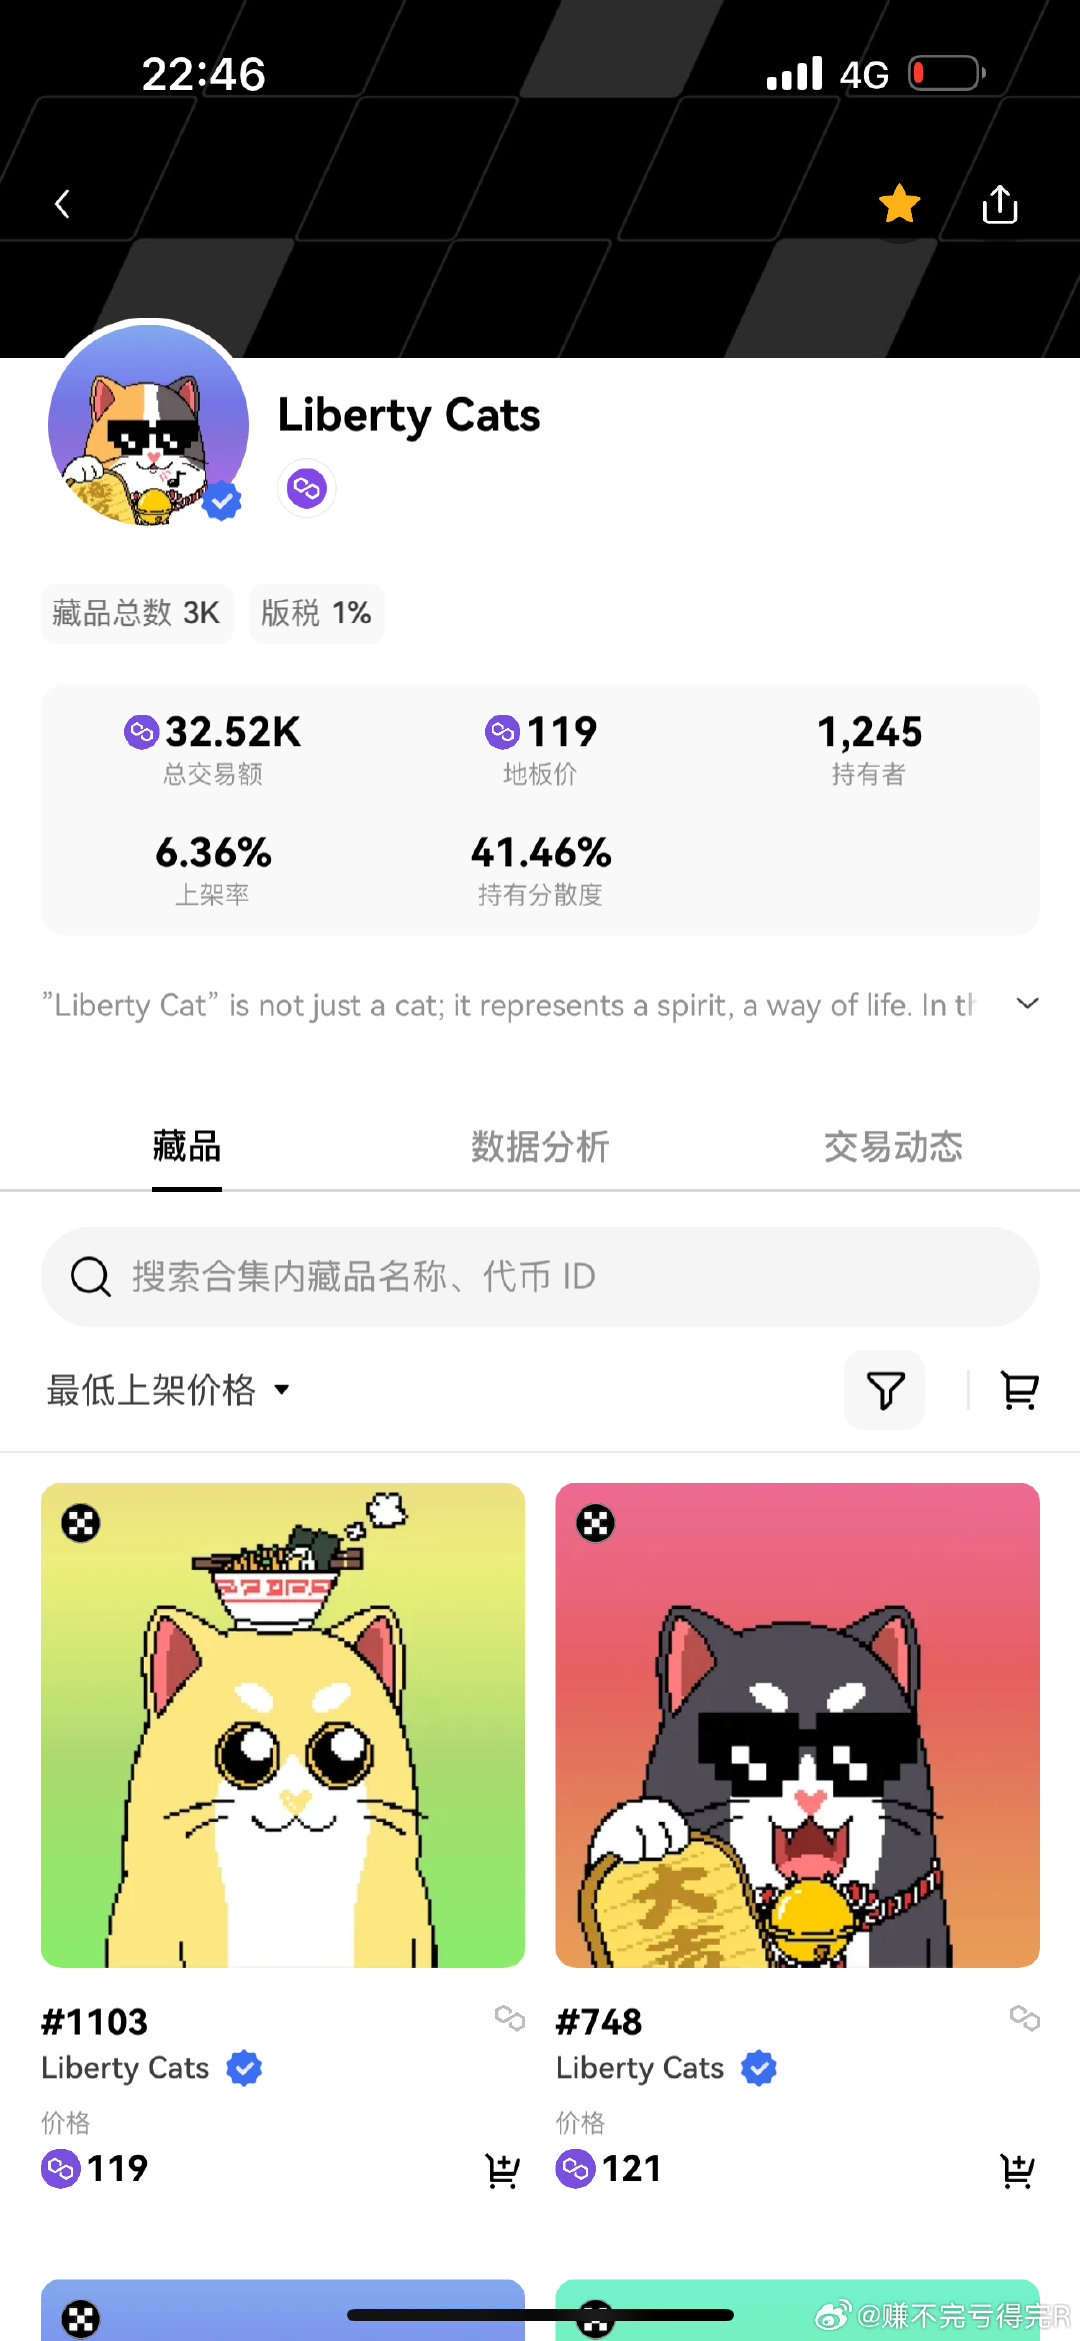 22:46
4G
Liberty Cats
藏品总数 3K 版税 1%
32.52K 119 1,245
总交易额 地板价 持有者
6.36% 41.46%
上架率 持有分散度
”Liberty Cat” is not just a cat; it represents a spirit, a way of life. In th
藏品 数据分析 交易动态
搜索合集内藏品名称、代币 ID
最低上架价格
大
#1103 #748
Liberty Cats Liberty Cats
价格 价格
119 121
@赚不完亏得完R